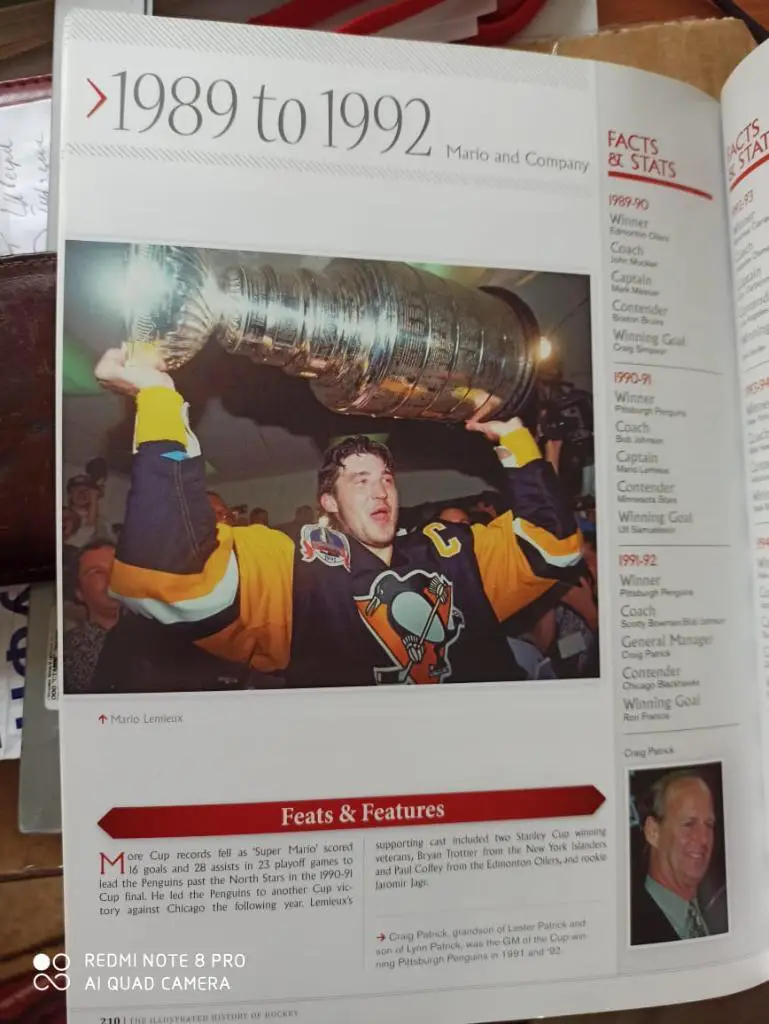 >1989 to 1992
Mario and Company
FACTS
& STATS
1989-90
Winner
Edmonton Oilers
Coach
John Muckler
Captain
Mark Messier
Contender
Boston Bruins
Winning Goal
Craig Simpson
1990-91
Winner
Pittsburgh Penguins
Coach
Bob Johnson
Captain
Mario Lemieux
Contender
Minnesota Stars
Winning Goal
Ulf Samuelsson
1991-92
Winner
Pittsburgh Penguins
Coach
Scotty Bowman/Bob Johnson
General Manager
Craig Patrick
Contender
Chicago Blackhawks
Winning Goal
Ron Francis
Craig Patrick
C
↑ Mario Lemieux
Feats & Features
More Cup records fell as 'Super Mario' scored
16 goals and 28 assists in 23 playoff games to
lead the Penguins past the North Stars in the 1990-91
Cup final. He led the Penguins to another Cup vic-
tory against Chicago the following year. Lemieux's
supporting cast included two Stanley Cup winning
veterans, Bryan Trottier from the New York Islanders
and Paul Coffey from the Edmonton Oilers, and rookie
Jaromir Jagr.
→ Craig Patrick, grandson of Lester Patrick and
son of Lynn Patrick, was the GM of the Cup-win-
ning Pittsburgh Penguins in 1991 and '92.
210 | THE ILLUSTRATED HISTORY OF HOCKEY
REDMI NOTE 8 PRO
AI QUAD CAMERA